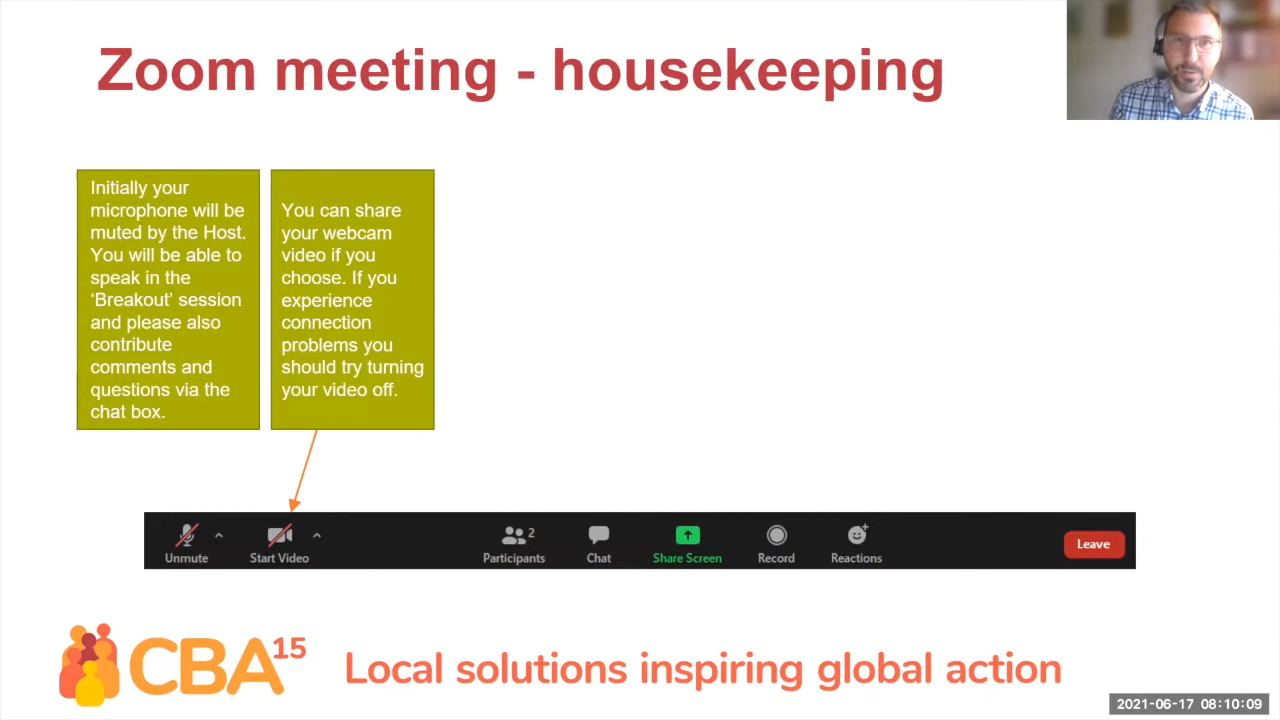 Zoom meeting - housekeeping
Initially your
microphone will be
muted by the Host.
You will be able to
speak in the
‘Breakout’ session
and please also
contribute
comments and
questions via the
chat box.
You can share
your webcam
video if you
choose. If you
experience
connection
problems you
should try turning
your video off.
Unmute
Start Video
2
Participants
Chat
Share Screen
Record
Reactions
Leave
CBA15
Local solutions inspiring global action
2021-06-17 08:10:09